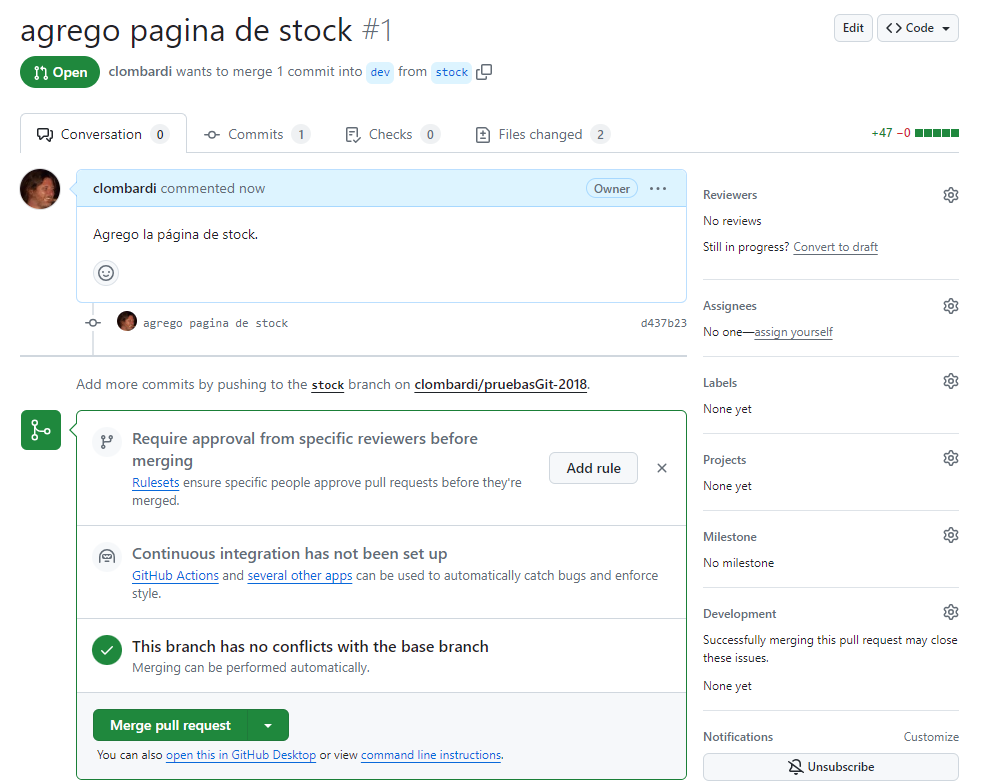 agrego pagina de stock #1
Edit
Code
Open
clombardi wants to merge 1 commit into dev from stock
Conversation 0
Commits 1
Checks 0
Files changed 2
+47 −0
clombardi commented now
Owner
Agrego la página de stock.
agrego pagina de stock
d437b23
Add more commits by pushing to the stock branch on clombardi/pruebasGit-2018.
Require approval from specific reviewers before
merging
Rulesets ensure specific people approve pull requests before they're
merged.
Add rule
Continuous integration has not been set up
GitHub Actions and several other apps can be used to automatically catch bugs and enforce
style.
This branch has no conflicts with the base branch
Merging can be performed automatically.
Merge pull request
You can also open this in GitHub Desktop or view command line instructions.
Reviewers
No reviews
Still in progress? Convert to draft
Assignees
No one—assign yourself
Labels
None yet
Projects
None yet
Milestone
No milestone
Development
Successfully merging this pull request may close
these issues.
None yet
Notifications
Customize
Unsubscribe